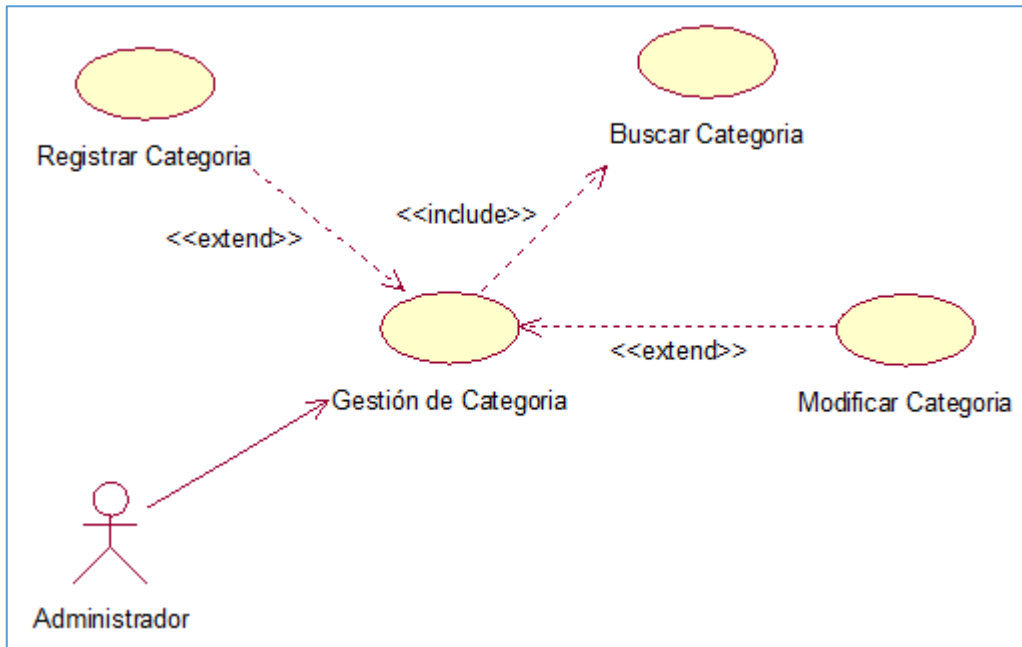 Registrar Categoria
Buscar Categoria
<<include>>
<<extend>>
<<extend>>
Gestión de Categoria
Modificar Categoria
Administrador